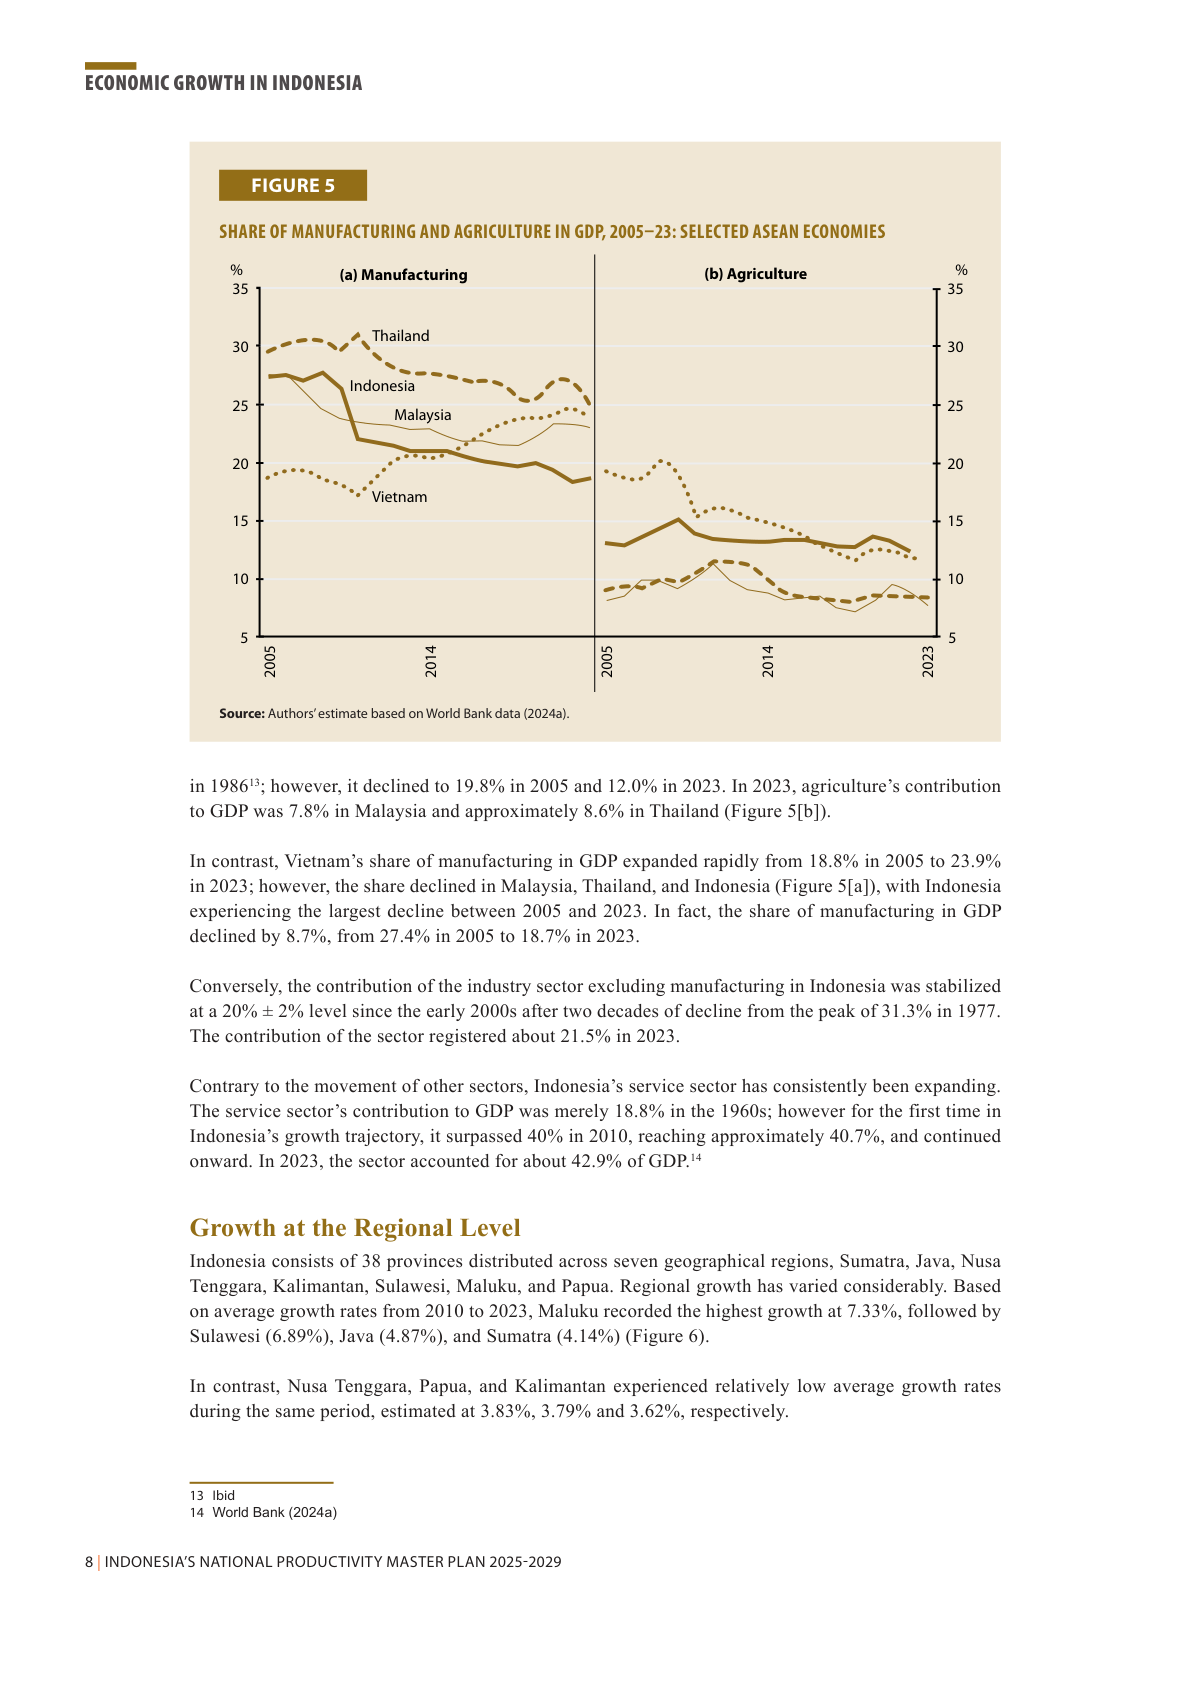 ECONOMIC GROWTH IN INDONESIA
FIGURE 5
SHARE OF MANUFACTURING AND AGRICULTURE IN GDP, 2005–23: SELECTED ASEAN ECONOMIES
%
(a) Manufacturing
(b) Agriculture
%
35
35
Thailand
30
30
Indonesia
25
Malaysia
25
20
20
Vietnam
15
15
10
10
5
5
2005
2014
2005
2014
2023
Source: Authors’ estimate based on World Bank data (2024a).
in 1986¹³; however, it declined to 19.8% in 2005 and 12.0% in 2023. In 2023, agriculture’s contribution
to GDP was 7.8% in Malaysia and approximately 8.6% in Thailand (Figure 5[b]).
In contrast, Vietnam’s share of manufacturing in GDP expanded rapidly from 18.8% in 2005 to 23.9%
in 2023; however, the share declined in Malaysia, Thailand, and Indonesia (Figure 5[a]), with Indonesia
experiencing the largest decline between 2005 and 2023. In fact, the share of manufacturing in GDP
declined by 8.7%, from 27.4% in 2005 to 18.7% in 2023.
Conversely, the contribution of the industry sector excluding manufacturing in Indonesia was stabilized
at a 20% ± 2% level since the early 2000s after two decades of decline from the peak of 31.3% in 1977.
The contribution of the sector registered about 21.5% in 2023.
Contrary to the movement of other sectors, Indonesia’s service sector has consistently been expanding.
The service sector’s contribution to GDP was merely 18.8% in the 1960s; however for the first time in
Indonesia’s growth trajectory, it surpassed 40% in 2010, reaching approximately 40.7%, and continued
onward. In 2023, the sector accounted for about 42.9% of GDP.¹⁴
Growth at the Regional Level
Indonesia consists of 38 provinces distributed across seven geographical regions, Sumatra, Java, Nusa
Tenggara, Kalimantan, Sulawesi, Maluku, and Papua. Regional growth has varied considerably. Based
on average growth rates from 2010 to 2023, Maluku recorded the highest growth at 7.33%, followed by
Sulawesi (6.89%), Java (4.87%), and Sumatra (4.14%) (Figure 6).
In contrast, Nusa Tenggara, Papua, and Kalimantan experienced relatively low average growth rates
during the same period, estimated at 3.83%, 3.79% and 3.62%, respectively.
13 Ibid
14 World Bank (2024a)
8 | INDONESIA’S NATIONAL PRODUCTIVITY MASTER PLAN 2025-2029